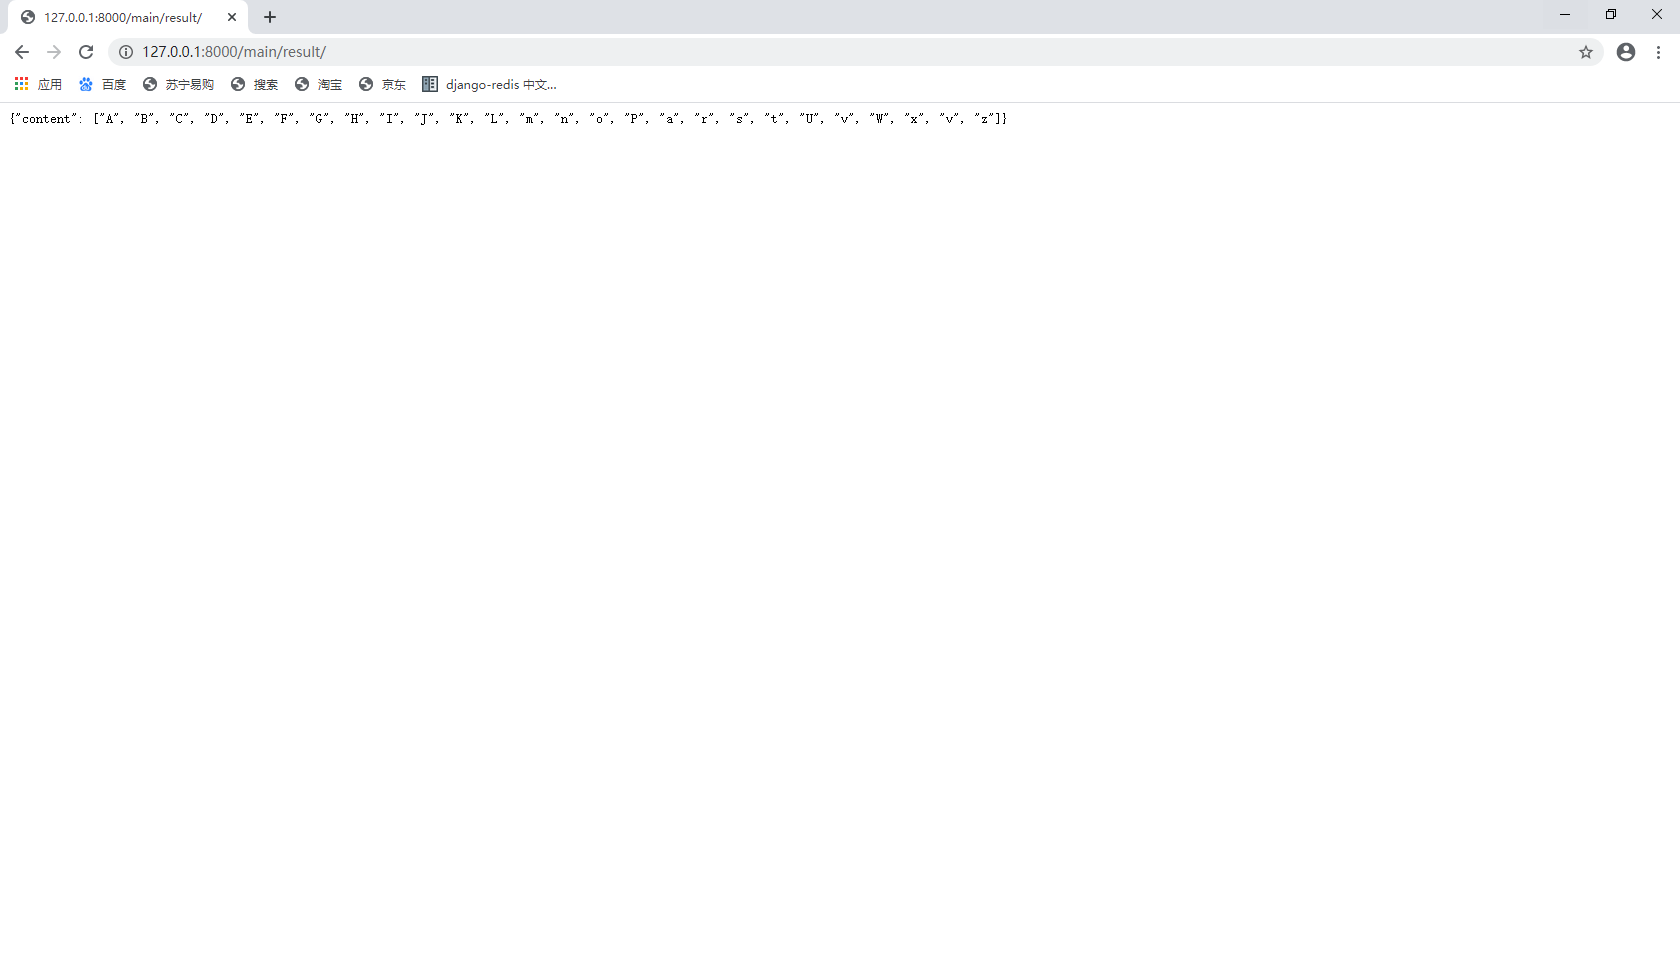 127.0.0.1:8000/main/result/
127.0.0.1:8000/main/result/
应用 百度 苏宁易购 搜索 淘宝 京东 django-redis 中文...
{"content": ["A", "B", "C", "D", "E", "F", "G", "H", "I", "J", "K", "L", "m", "n", "o", "P", "a", "r", "s", "t", "U", "v", "W", "x", "v", "z"]}